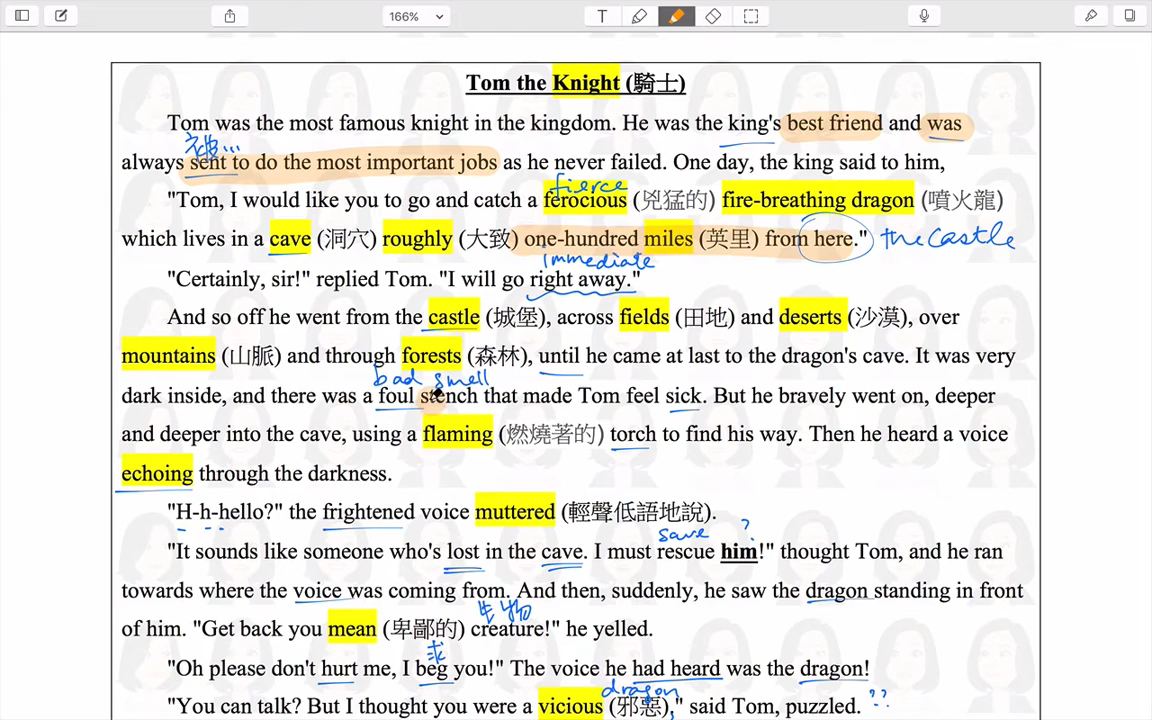 166%
T
Tom the Knight (騎士)
Tom was the most famous knight in the kingdom. He was the king's best friend and was
被...
always sent to do the most important jobs as he never failed. One day, the king said to him,
fierce
"Tom, I would like you to go and catch a ferocious (兇猛的) fire-breathing dragon (噴火龍)
which lives in a cave (洞穴) roughly (大致) one-hundred miles (英里) from here." the Castle
immediate
"Certainly, sir!" replied Tom. "I will go right away."
And so off he went from the castle (城堡), across fields (田地) and deserts (沙漠), over
mountains (山脈) and through forests (森林), until he came at last to the dragon's cave. It was very
bad smell
dark inside, and there was a foul stench that made Tom feel sick. But he bravely went on, deeper
and deeper into the cave, using a flaming (燃燒著的) torch to find his way. Then he heard a voice
echoing through the darkness.
"H-h-hello?" the frightened voice muttered (輕聲低語地說).
save ?
"It sounds like someone who's lost in the cave. I must rescue him!" thought Tom, and he ran
towards where the voice was coming from. And then, suddenly, he saw the dragon standing in front
生物
of him. "Get back you mean (卑鄙的) creature!" he yelled.
求
"Oh please don't hurt me, I beg you!" The voice he had heard was the dragon!
dragon
"You can talk? But I thought you were a vicious (邪惡)," said Tom, puzzled. ??